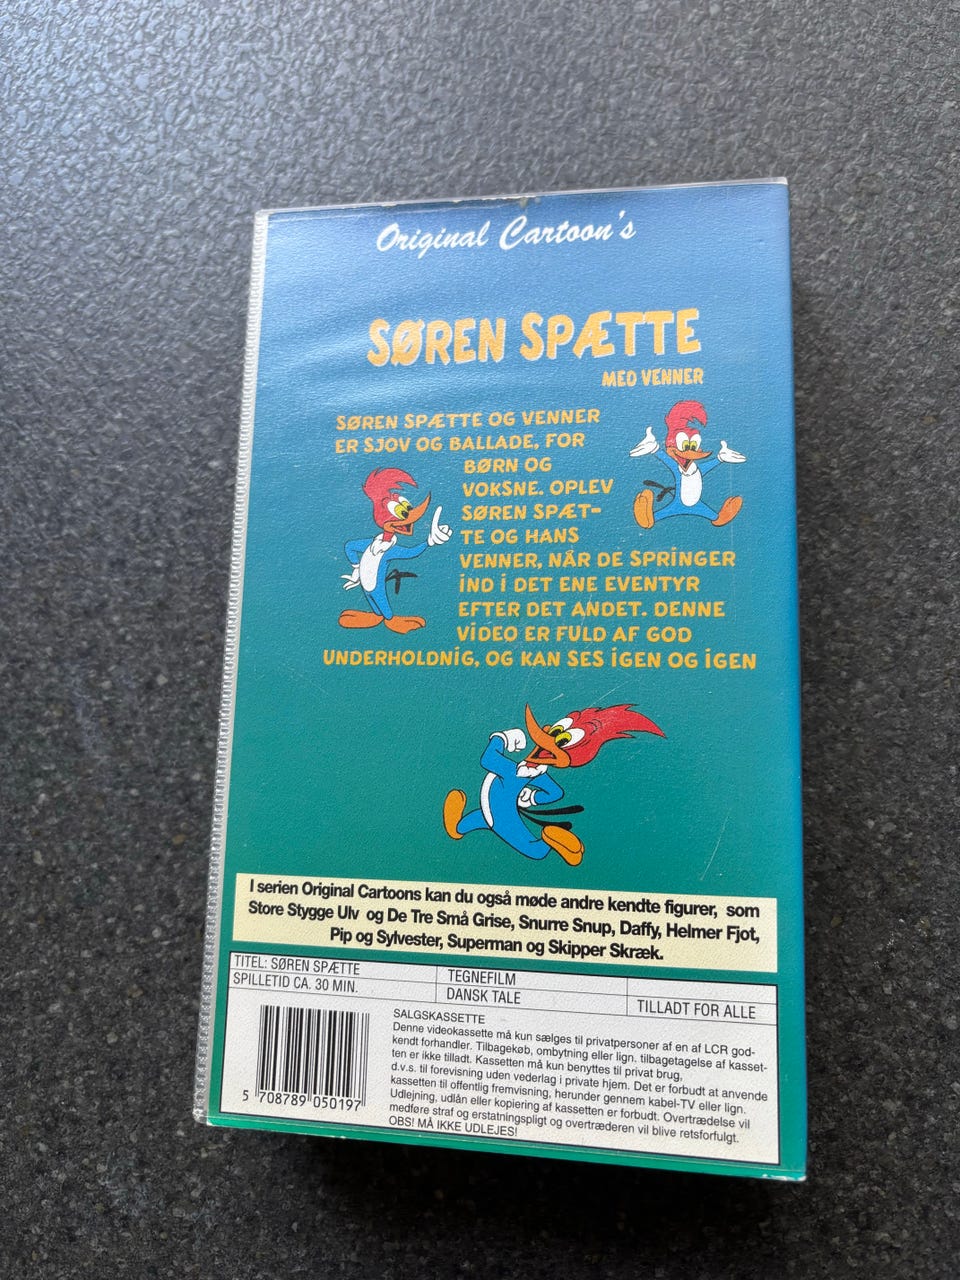 Original Cartoon's
SØREN SPÆTTE
MED VENNER
SØREN SPÆTTE OG VENNER
ER SJOV OG BALLADE, FOR
BØRN OG
VOKSNE. OPLEV
SØREN SPÆT-
TE OG HANS
VENNER, NÅR DE SPRINGER
IND I DET ENE EVENTYR
EFTER DET ANDET. DENNE
VIDEO ER FULD AF GOD
UNDERHOLDNIG, OG KAN SES IGEN OG IGEN
I serien Original Cartoons kan du også møde andre kendte figurer, som
Store Stygge Ulv og De Tre Små Grise, Snurre Snup, Daffy, Helmer Fjot,
Pip og Sylvester, Superman og Skipper Skræk.
TITEL: SØREN SPÆTTE
SPILLETID CA. 30 MIN.
TEGNEFILM
DANSK TALE
TILLADT FOR ALLE
SALGSKASSETTE
Denne videokassette må kun sælges til privatpersoner af en af LCR god-
kendt forhandler. Tilbagekøb, ombytning eller lign. tilbagetagelse af kasset-
ten er ikke tilladt. Kassetten må kun benyttes til privat brug,
d.v.s. til forevisning uden vederlag i private hjem. Det er forbudt at anvende
kassetten til offentlig fremvisning, herunder gennem kabel-TV eller lign.
Udlejning, udlån eller kopiering af kassetten er forbudt. Overtrædelse vil
medføre straf og erstatningspligt og overtræderen vil blive retsforfulgt.
OBS! MÅ IKKE UDLEJES!
5 708789 050197